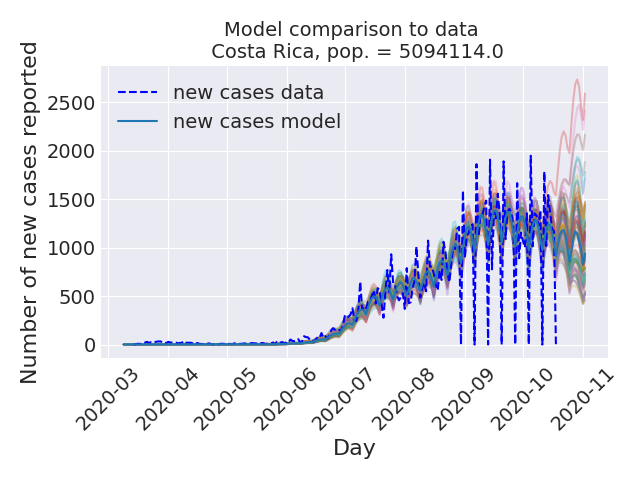 Model comparison to data
Costa Rica, pop. = 5094114.0
Number of new cases reported
new cases data
new cases model
2500
2000
1500
1000
500
0
2020-03
2020-04
2020-05
2020-06
2020-07
2020-08
2020-09
2020-10
2020-11
Day